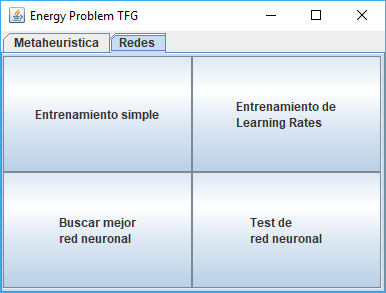 Energy Problem TFG
Metaheuristica Redes
Entrenamiento simple
Entrenamiento de
Learning Rates
Buscar mejor
red neuronal
Test de
red neuronal